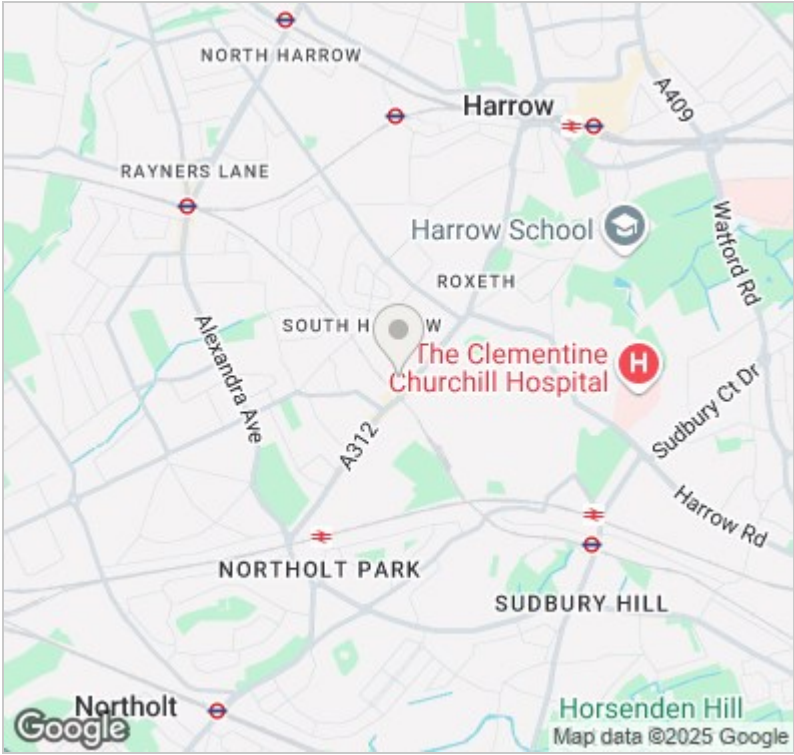 NORTH HARROW
Harrow
A409
RAYNERS LANE
Harrow School
Watford Rd
ROXETH
SOUTH H W
The Clementine
Churchill Hospital
H
Alexandra Ave
Sudbury Ct Dr
A312
Harrow Rd
NORTHOLT PARK
SUDBURY HILL
Northolt
Horsenden Hill
Google
Map data ©2025 Google